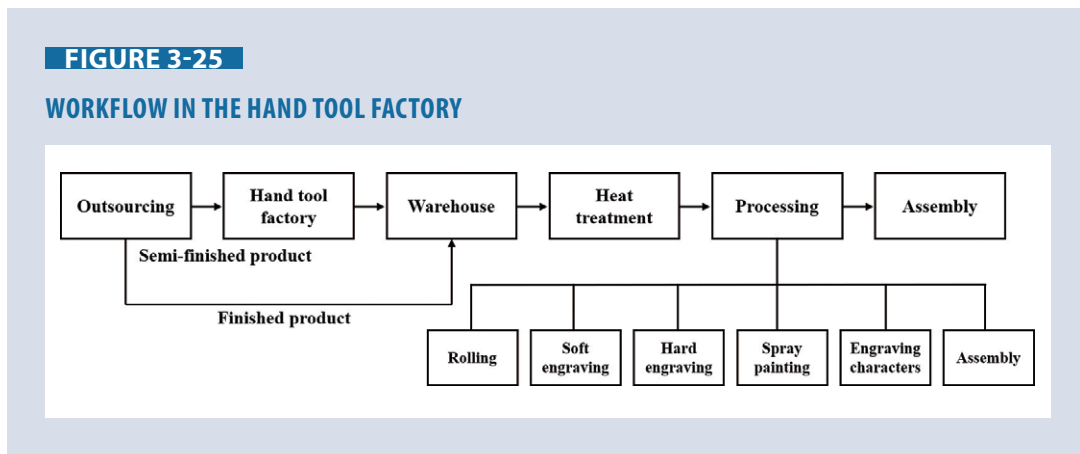 FIGURE 3-25
WORKFLOW IN THE HAND TOOL FACTORY
Outsourcing
Hand tool
factory
Warehouse
Heat
treatment
Processing
Assembly
Semi-finished product
Finished product
Rolling
Soft
engraving
Hard
engraving
Spray
painting
Engraving
characters
Assembly